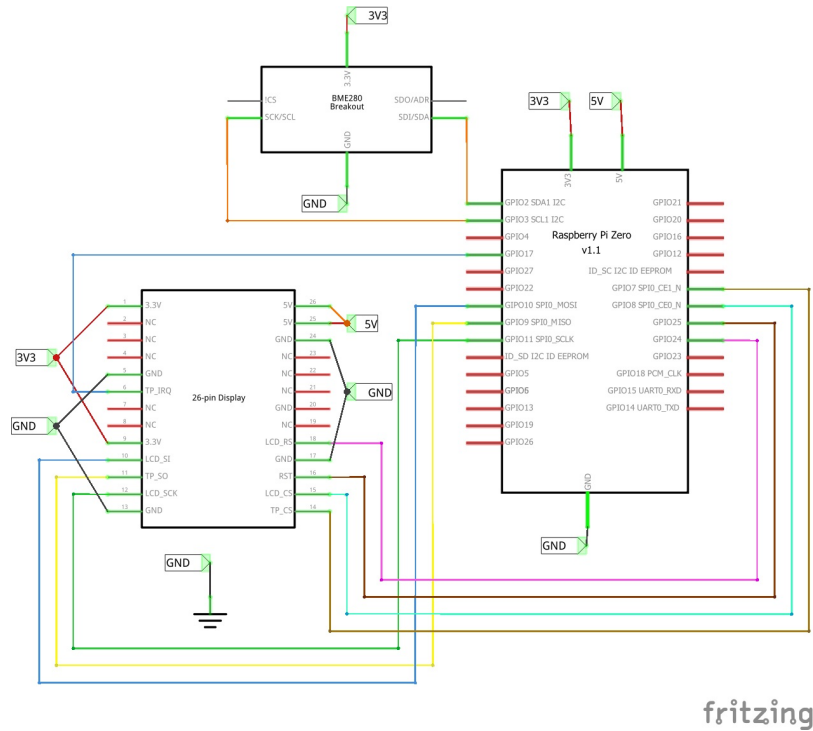 3V3
3.3V
!CS
BME280
Breakout
SDO/ADR
SCK/SCL
SDI/SDA
GND
GND
3V3
5V
3V3
5V
GPIO2 SDA1 I2C
GPIO21
GPIO3 SCL1 I2C
GPIO20
GPIO4
Raspberry Pi Zero
v1.1
GPIO16
GPIO17
GPIO12
GPIO27
ID_SC I2C ID EEPROM
GPIO22
GPIO7 SPI0_CE1_N
GIPO10 SPI0_MOSI
GPIO8 SPI0_CE0_N
GPIO9 SPI0_MISO
GPIO25
GPIO11 SPI0_SCLK
GPIO24
ID_SD I2C ID EEPROM
GPIO23
GPIO5
GPIO18 PCM_CLK
GPIO6
GPIO15 UART0_RXD
GPIO13
GPIO14 UART0_TXD
GPIO19
GPIO26
GND
GND
3V3
GND
5V
GND
26-pin Display
1 3.3V
2 NC
3 NC
4 NC
5 GND
6 TP_IRQ
7 NC
8 NC
9 3.3V
10 LCD_SI
11 TP_SO
12 LCD_SCK
13 GND
5V 26
5V 25
GND 24
NC 23
NC 22
NC 21
GND 20
NC 19
LCD_RS 18
GND 17
RST 16
LCD_CS 15
TP_CS 14
GND
fritzing